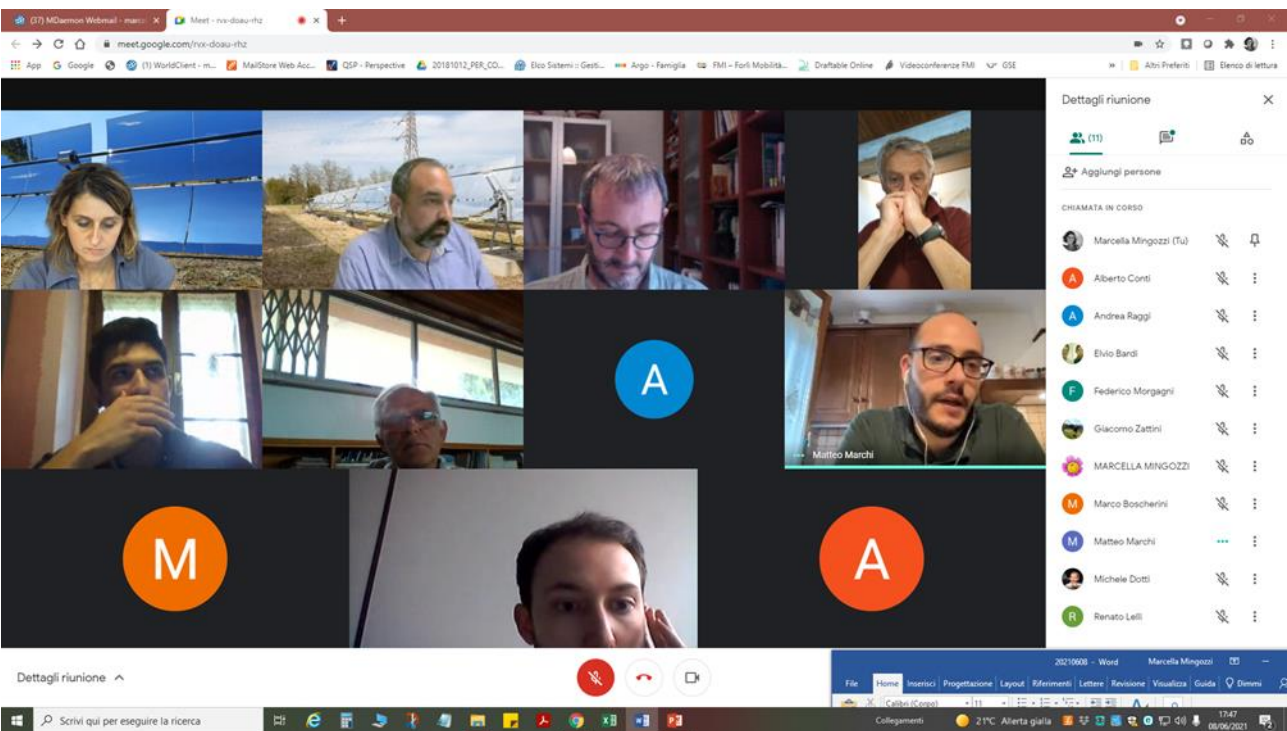 (37) MDaemon Webmail - marce
Meet - rvx-doau-rhz
meet.google.com/rvx-doau-rhz
App
Google
(1) WorldClient - m...
MailStore Web Acc...
QSP - Perspective
20181012_PER_CO...
Elco Sistemi :: Gesti...
Argo - Famiglia
FMI – Forlì Mobilità...
Draftable Online
Videoconferenze FMI
GSE
»
Altri Preferiti
Elenco di lettura
Dettagli riunione
(11)
Aggiungi persone
CHIAMATA IN CORSO
Marcella Mingozzi (Tu)
A Alberto Conti
A Andrea Raggi
Elvio Bardi
F Federico Morgagni
Giacomo Zattini
MARCELLA MINGOZZI
M Marco Boscherini
M Matteo Marchi
Michele Dotti
R Renato Lelli
A
Matteo Marchi
M
A
Dettagli riunione
20210608 - Word
Marcella Mingozzi
File Home Inserisci Progettazione Layout Riferimenti Lettere Revisione Visualizza Guida Dimmi
Calibri (Corpo) 11
Scrivi qui per eseguire la ricerca
Collegamenti
21°C Allerta gialla
17:47
08/06/2021